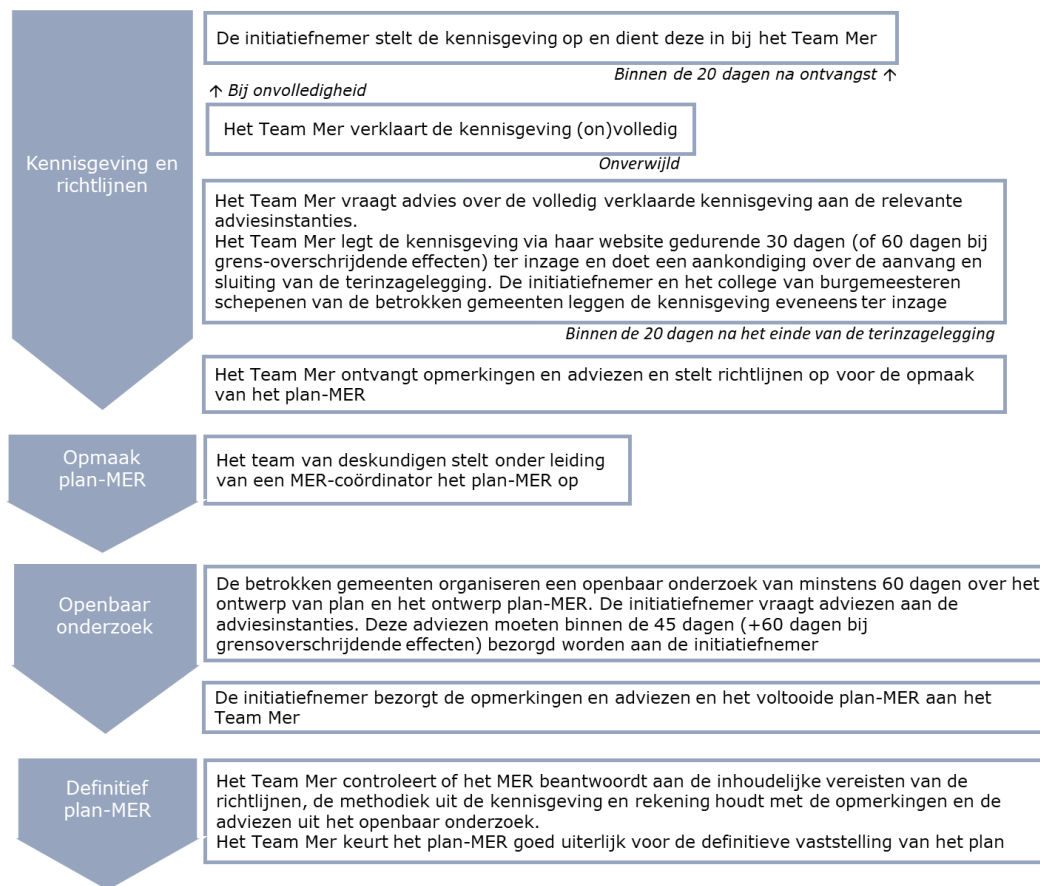 De initiatiefnemer stelt de kennisgeving op en dient deze in bij het Team Mer
Binnen de 20 dagen na ontvangst ↑
↑ Bij onvolledigheid
Het Team Mer verklaart de kennisgeving (on)volledig
Onverwijld
Kennisgeving en
richtlijnen
Het Team Mer vraagt advies over de volledig verklaarde kennisgeving aan de relevante
adviesinstanties.
Het Team Mer legt de kennisgeving via haar website gedurende 30 dagen (of 60 dagen bij
grens-overschrijdende effecten) ter inzage en doet een aankondiging over de aanvang en
sluiting van de terinzagelegging. De initiatiefnemer en het college van burgemeesteren
schepenen van de betrokken gemeenten leggen de kennisgeving eveneens ter inzage
Binnen de 20 dagen na het einde van de terinzagelegging
Het Team Mer ontvangt opmerkingen en adviezen en stelt richtlijnen op voor de opmaak
van het plan-MER
Opmaak
plan-MER
Het team van deskundigen stelt onder leiding
van een MER-coördinator het plan-MER op
Openbaar
onderzoek
De betrokken gemeenten organiseren een openbaar onderzoek van minstens 60 dagen over het
ontwerp van plan en het ontwerp plan-MER. De initiatiefnemer vraagt adviezen aan de
adviesinstanties. Deze adviezen moeten binnen de 45 dagen (+60 dagen bij
grensoverschrijdende effecten) bezorgd worden aan de initiatiefnemer
De initiatiefnemer bezorgt de opmerkingen en adviezen en het voltooide plan-MER aan het
Team Mer
Definitief
plan-MER
Het Team Mer controleert of het MER beantwoordt aan de inhoudelijke vereisten van de
richtlijnen, de methodiek uit de kennisgeving en rekening houdt met de opmerkingen en de
adviezen uit het openbaar onderzoek.
Het Team Mer keurt het plan-MER goed uiterlijk voor de definitieve vaststelling van het plan